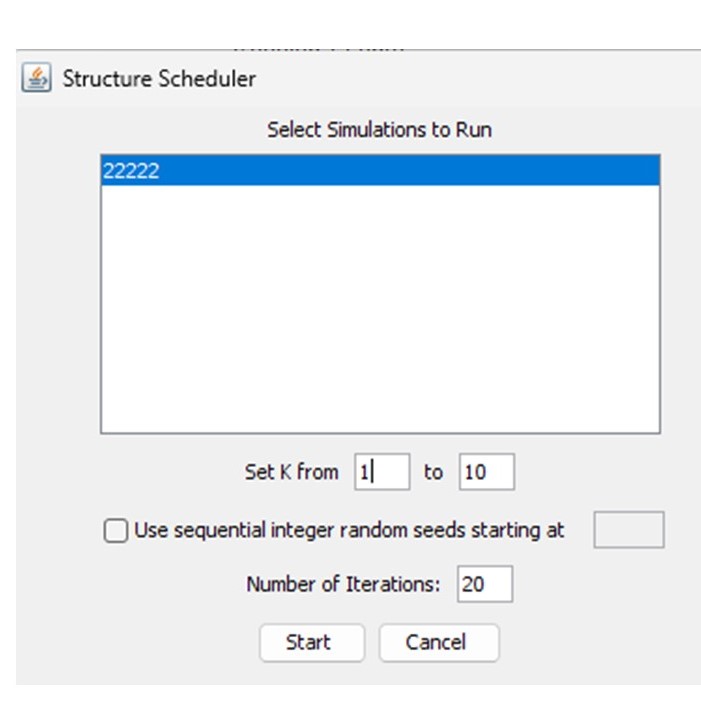 Structure Scheduler
Select Simulations to Run
22222
Set K from 1 to 10
Use sequential integer random seeds starting at
Number of Iterations: 20
Start Cancel